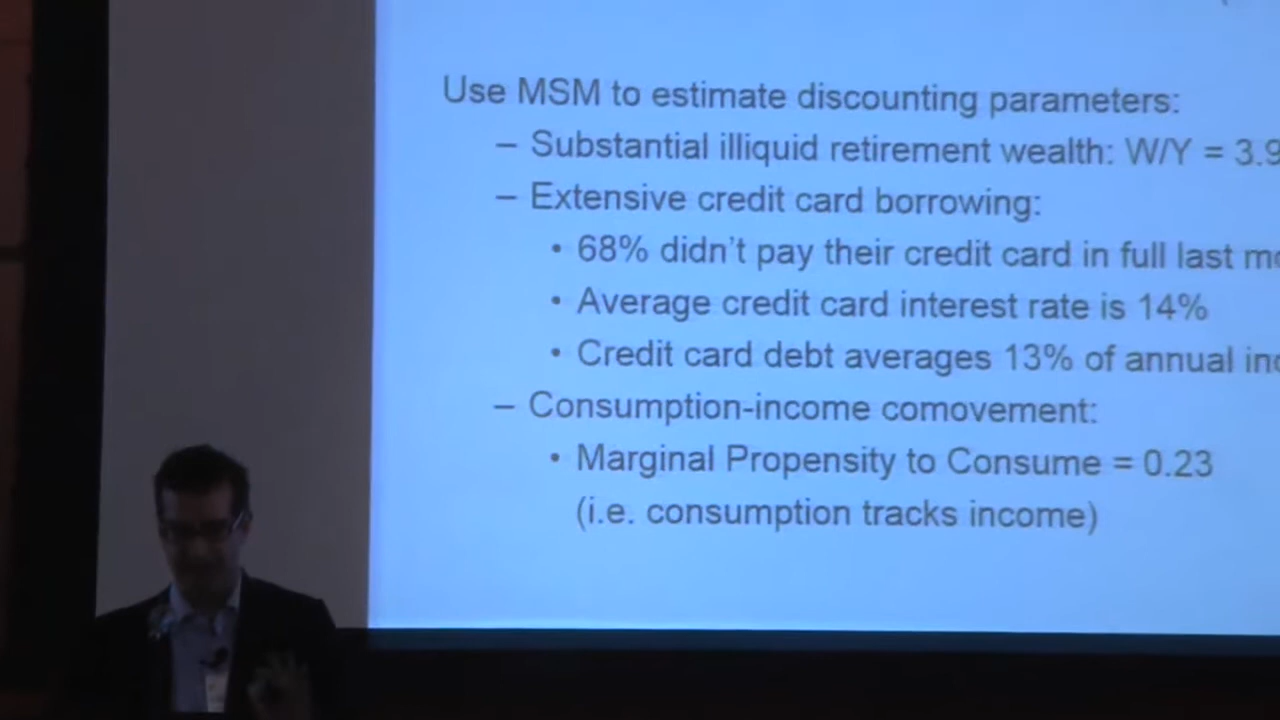 Use MSM to estimate discounting parameters:
– Substantial illiquid retirement wealth: W/Y = 3.9
– Extensive credit card borrowing:
• 68% didn’t pay their credit card in full last
• Average credit card interest rate is 14%
• Credit card debt averages 13% of annual
– Consumption-income comovement:
• Marginal Propensity to Consume = 0.23
(i.e. consumption tracks income)